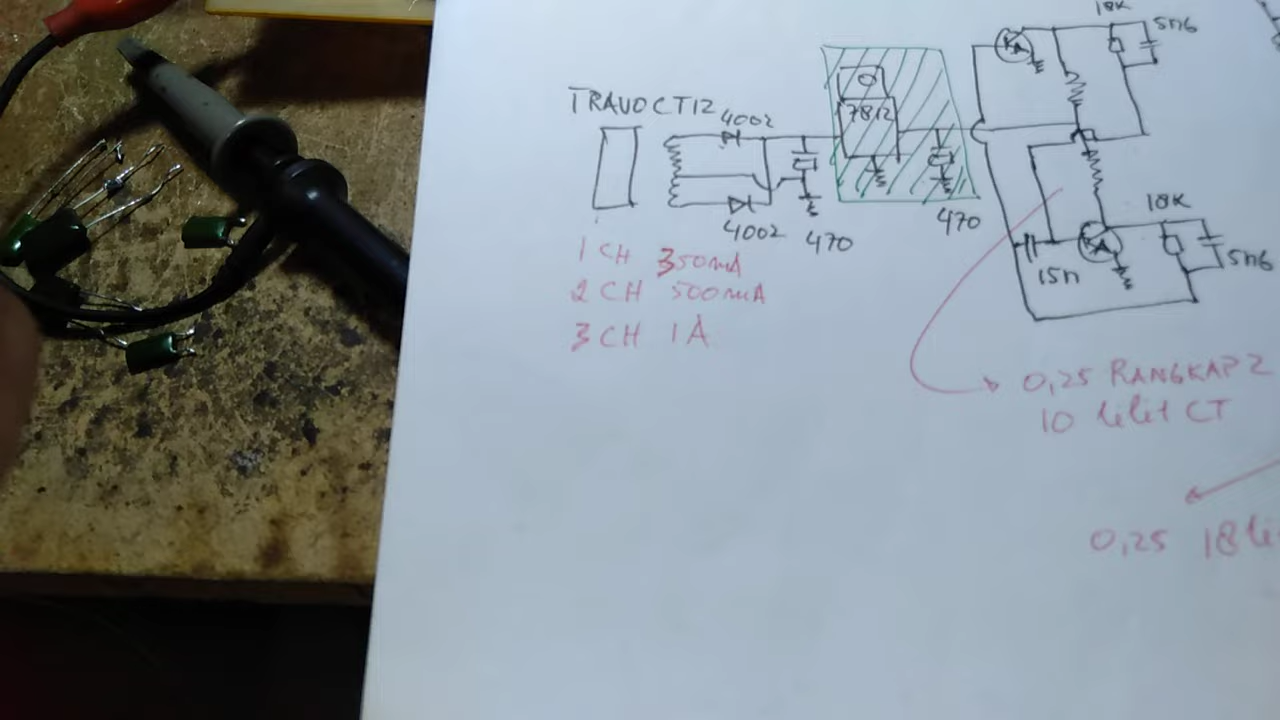 TRAVO CT 12
4002
4002
470
7812
470
18K
5n6
18K
5n6
15n
1 CH 350mA
2 CH 500mA
3 CH 1A
0,25 RANGKAP 2
10 lilit CT
0,25 18 li